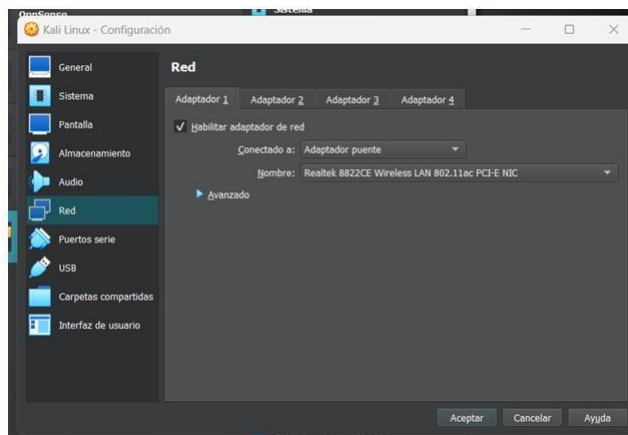 OPNSense
Sistema
Kali Linux - Configuración
General
Sistema
Pantalla
Almacenamiento
Audio
Red
Puertos serie
USB
Carpetas compartidas
Interfaz de usuario
Red
Adaptador 1 Adaptador 2 Adaptador 3 Adaptador 4
Habilitar adaptador de red
Conectado a: Adaptador puente
Nombre: Realtek 8822CE Wireless LAN 802.11ac PCI-E NIC
Avanzado
Aceptar Cancelar Ayuda